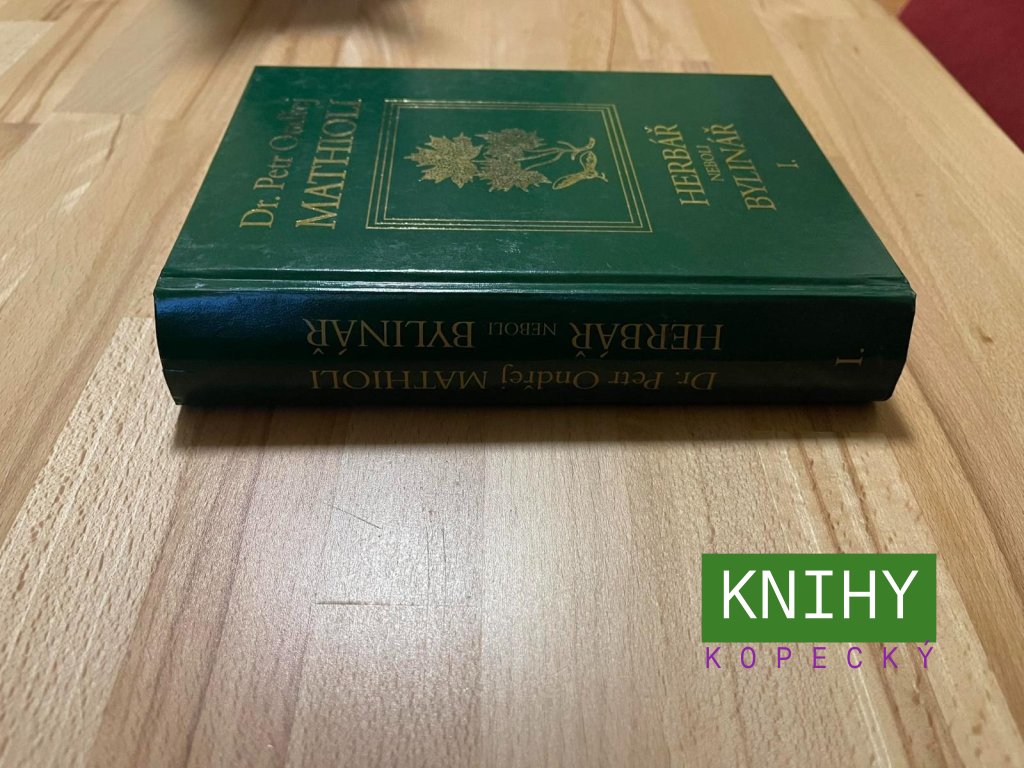 Dr. Petr Ondřej
MATHIOLI
HERBÁŘ
NEBOLI
BYLINÁŘ
I.
HERBÁŘ NEBOLI BYLINÁŘ
Dr. Petr Ondřej MATHIOLI
I.
KNIHY
KOPECKÝ